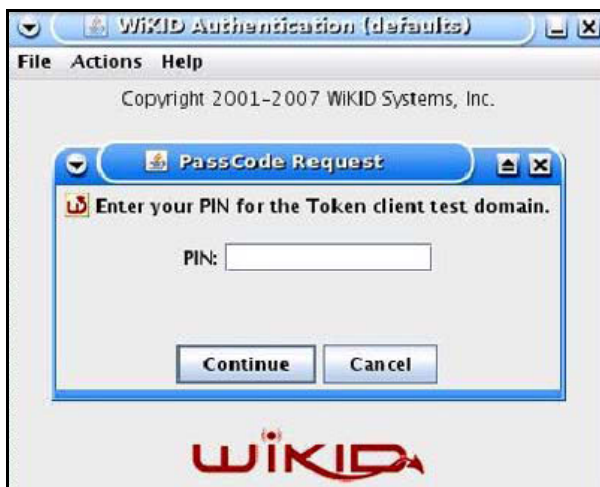 WiKID Authentication (defaults)
File Actions Help
Copyright 2001-2007 WiKID Systems, Inc.
PassCode Request
Enter your PIN for the Token client test domain.
PIN:
Continue Cancel
WiKID